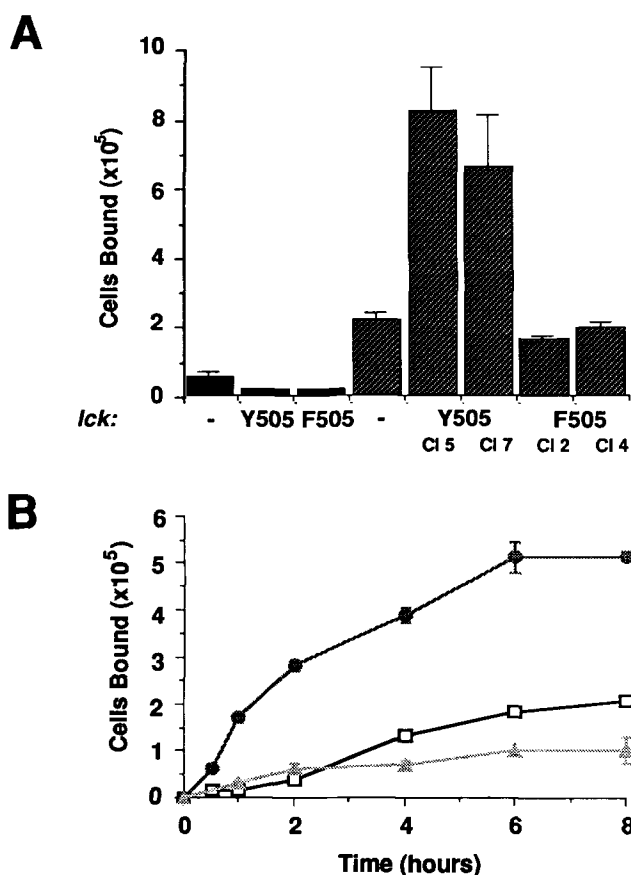 A
10
8
6
4
2
0
Cells Bound (x10⁵)
lck: - Y505 F505 - Y505 F505
Cl 5 Cl 7 Cl 2 Cl 4
B
6
5
4
3
2
1
0
Cells Bound (x10⁵)
0 2 4 6 8
Time (hours)